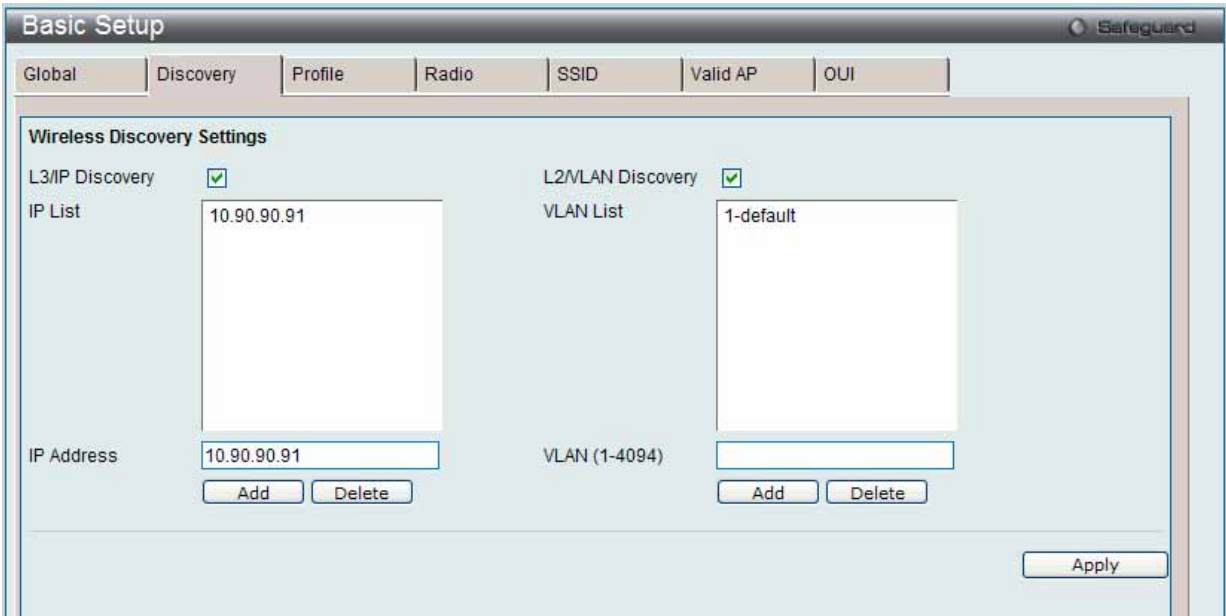 Basic Setup
Safeguard
Global Discovery Profile Radio SSID Valid AP OUI
Wireless Discovery Settings
L3/IP Discovery L2/VLAN Discovery
IP List 10.90.90.91 VLAN List 1-default
IP Address 10.90.90.91 VLAN (1-4094)
Add Delete Add Delete
Apply